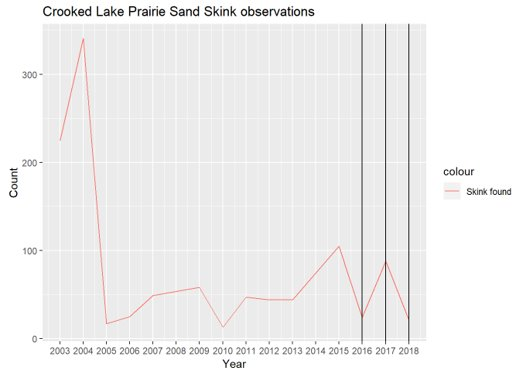 Crooked Lake Prairie Sand Skink observations
300
200
100
0
Count
2003 2004 2005 2006 2007 2008 2009 2010 2011 2012 2013 2014 2015 2016 2017 2018
Year
colour
Skink found